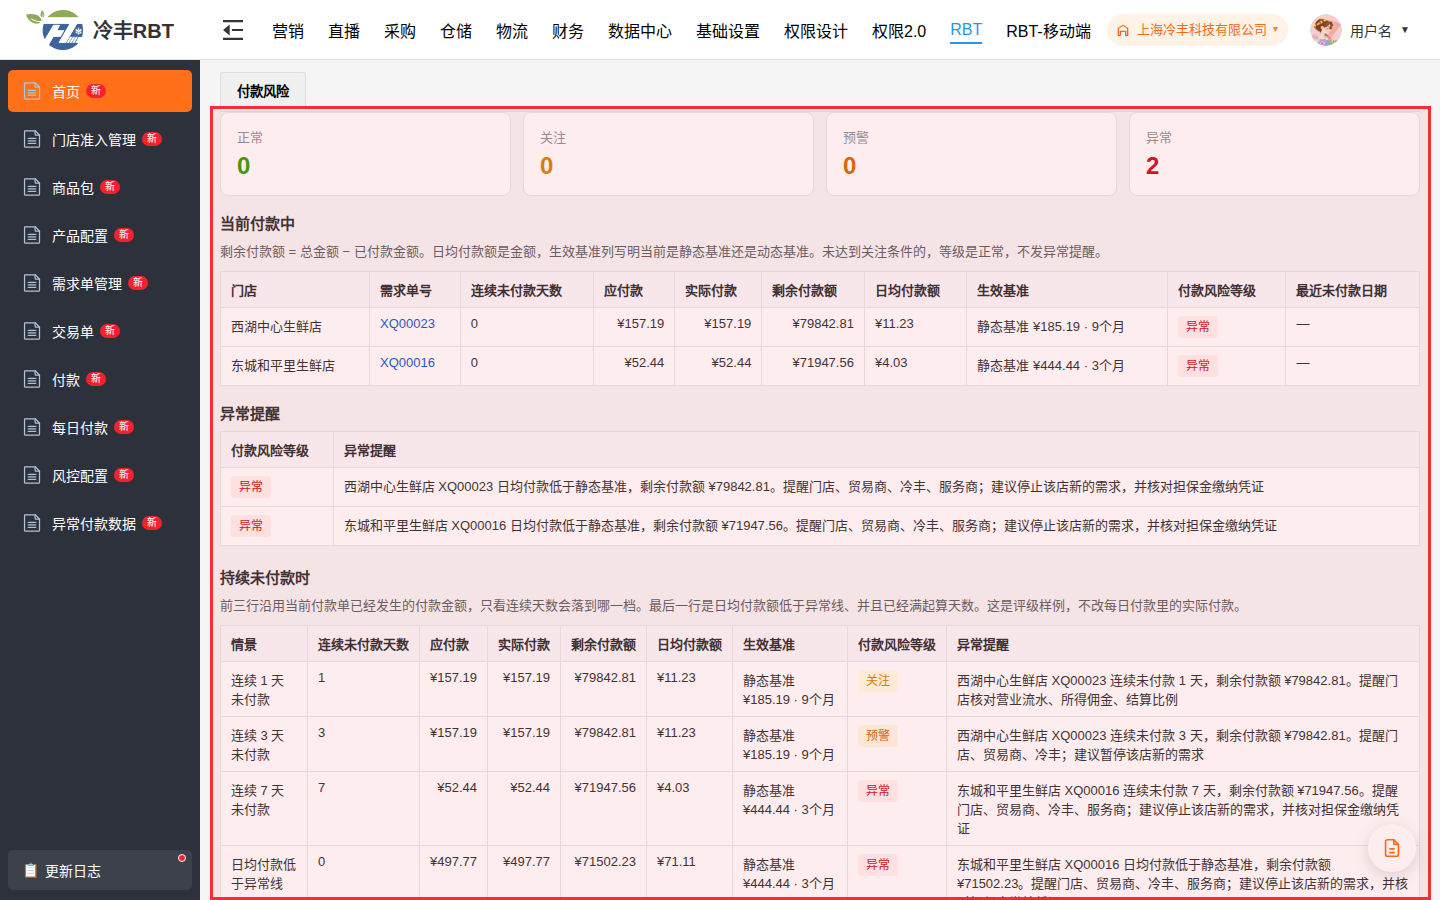 冷丰RBT
营销 直播 采购 仓储 物流 财务 数据中心 基础设置 权限设计 权限2.0 RBT RBT-移动端
上海冷丰科技有限公司 ▾
用户名 ▼
首页 新
门店准入管理 新
商品包 新
产品配置 新
需求单管理 新
交易单 新
付款 新
每日付款 新
风控配置 新
异常付款数据 新
更新日志
付款风险
正常 关注 预警 异常
0 0 0 2
当前付款中
剩余付款额 = 总金额 − 已付款金额。日均付款额是金额，生效基准列写明当前是静态基准还是动态基准。未达到关注条件的，等级是正常，不发异常提醒。
门店 需求单号 连续未付款天数 应付款 实际付款 剩余付款额 日均付款额 生效基准 付款风险等级 最近未付款日期
西湖中心生鲜店 XQ00023 0 ¥157.19 ¥157.19 ¥79842.81 ¥11.23 静态基准 ¥185.19 · 9个月 异常 —
东城和平里生鲜店 XQ00016 0 ¥52.44 ¥52.44 ¥71947.56 ¥4.03 静态基准 ¥444.44 · 3个月 异常 —
异常提醒
付款风险等级 异常提醒
异常 西湖中心生鲜店 XQ00023 日均付款低于静态基准，剩余付款额 ¥79842.81。提醒门店、贸易商、冷丰、服务商；建议停止该店新的需求，并核对担保金缴纳凭证
异常 东城和平里生鲜店 XQ00016 日均付款低于静态基准，剩余付款额 ¥71947.56。提醒门店、贸易商、冷丰、服务商；建议停止该店新的需求，并核对担保金缴纳凭证
持续未付款时
前三行沿用当前付款单已经发生的付款金额，只看连续天数会落到哪一档。最后一行是日均付款额低于异常线、并且已经满起算天数。这是评级样例，不改每日付款里的实际付款。
情景 连续未付款天数 应付款 实际付款 剩余付款额 日均付款额 生效基准 付款风险等级 异常提醒
连续 1 天 1 ¥157.19 ¥157.19 ¥79842.81 ¥11.23 静态基准 关注 西湖中心生鲜店 XQ00023 连续未付款 1 天，剩余付款额 ¥79842.81。提醒门
未付款 ¥185.19 · 9个月 店核对营业流水、所得佣金、结算比例
连续 3 天 3 ¥157.19 ¥157.19 ¥79842.81 ¥11.23 静态基准 预警 西湖中心生鲜店 XQ00023 连续未付款 3 天，剩余付款额 ¥79842.81。提醒门
未付款 ¥185.19 · 9个月 店、贸易商、冷丰；建议暂停该店新的需求
连续 7 天 7 ¥52.44 ¥52.44 ¥71947.56 ¥4.03 静态基准 异常 东城和平里生鲜店 XQ00016 连续未付款 7 天，剩余付款额 ¥71947.56。提醒
未付款 ¥444.44 · 3个月 门店、贸易商、冷丰、服务商；建议停止该店新的需求，并核对担保金缴纳凭
证
日均付款低 0 ¥497.77 ¥497.77 ¥71502.23 ¥71.11 静态基准 异常 东城和平里生鲜店 XQ00016 日均付款低于静态基准，剩余付款额
于异常线 ¥444.44 · 3个月 ¥71502.23。提醒门店、贸易商、冷丰、服务商；建议停止该店新的需求，并核